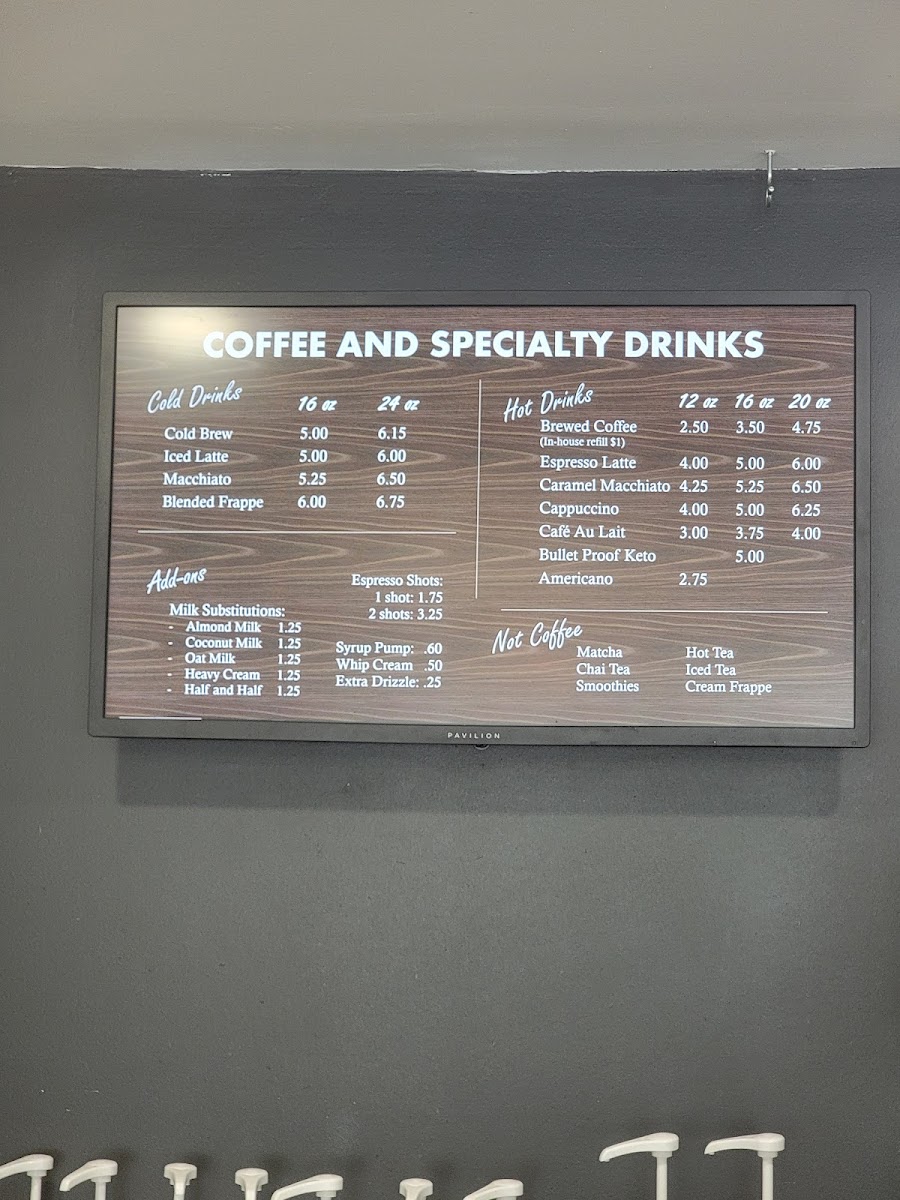 COFFEE AND SPECIALTY DRINKS
Cold Drinks 16 oz 24 oz
Cold Brew 5.00 6.15
Iced Latte 5.00 6.00
Macchiato 5.25 6.50
Blended Frappe 6.00 6.75
Add-ons
Milk Substitutions:
- Almond Milk 1.25
- Coconut Milk 1.25
- Oat Milk 1.25
- Heavy Cream 1.25
- Half and Half 1.25
Espresso Shots:
1 shot: 1.75
2 shots: 3.25
Syrup Pump: .60
Whip Cream .50
Extra Drizzle: .25
Hot Drinks 12 oz 16 oz 20 oz
Brewed Coffee 2.50 3.50 4.75
(In-house refill $1)
Espresso Latte 4.00 5.00 6.00
Caramel Macchiato 4.25 5.25 6.50
Cappuccino 4.00 5.00 6.25
Café Au Lait 3.00 3.75 4.00
Bullet Proof Keto 5.00
Americano 2.75
Not Coffee
Matcha Hot Tea
Chai Tea Iced Tea
Smoothies Cream Frappe
PAVILION